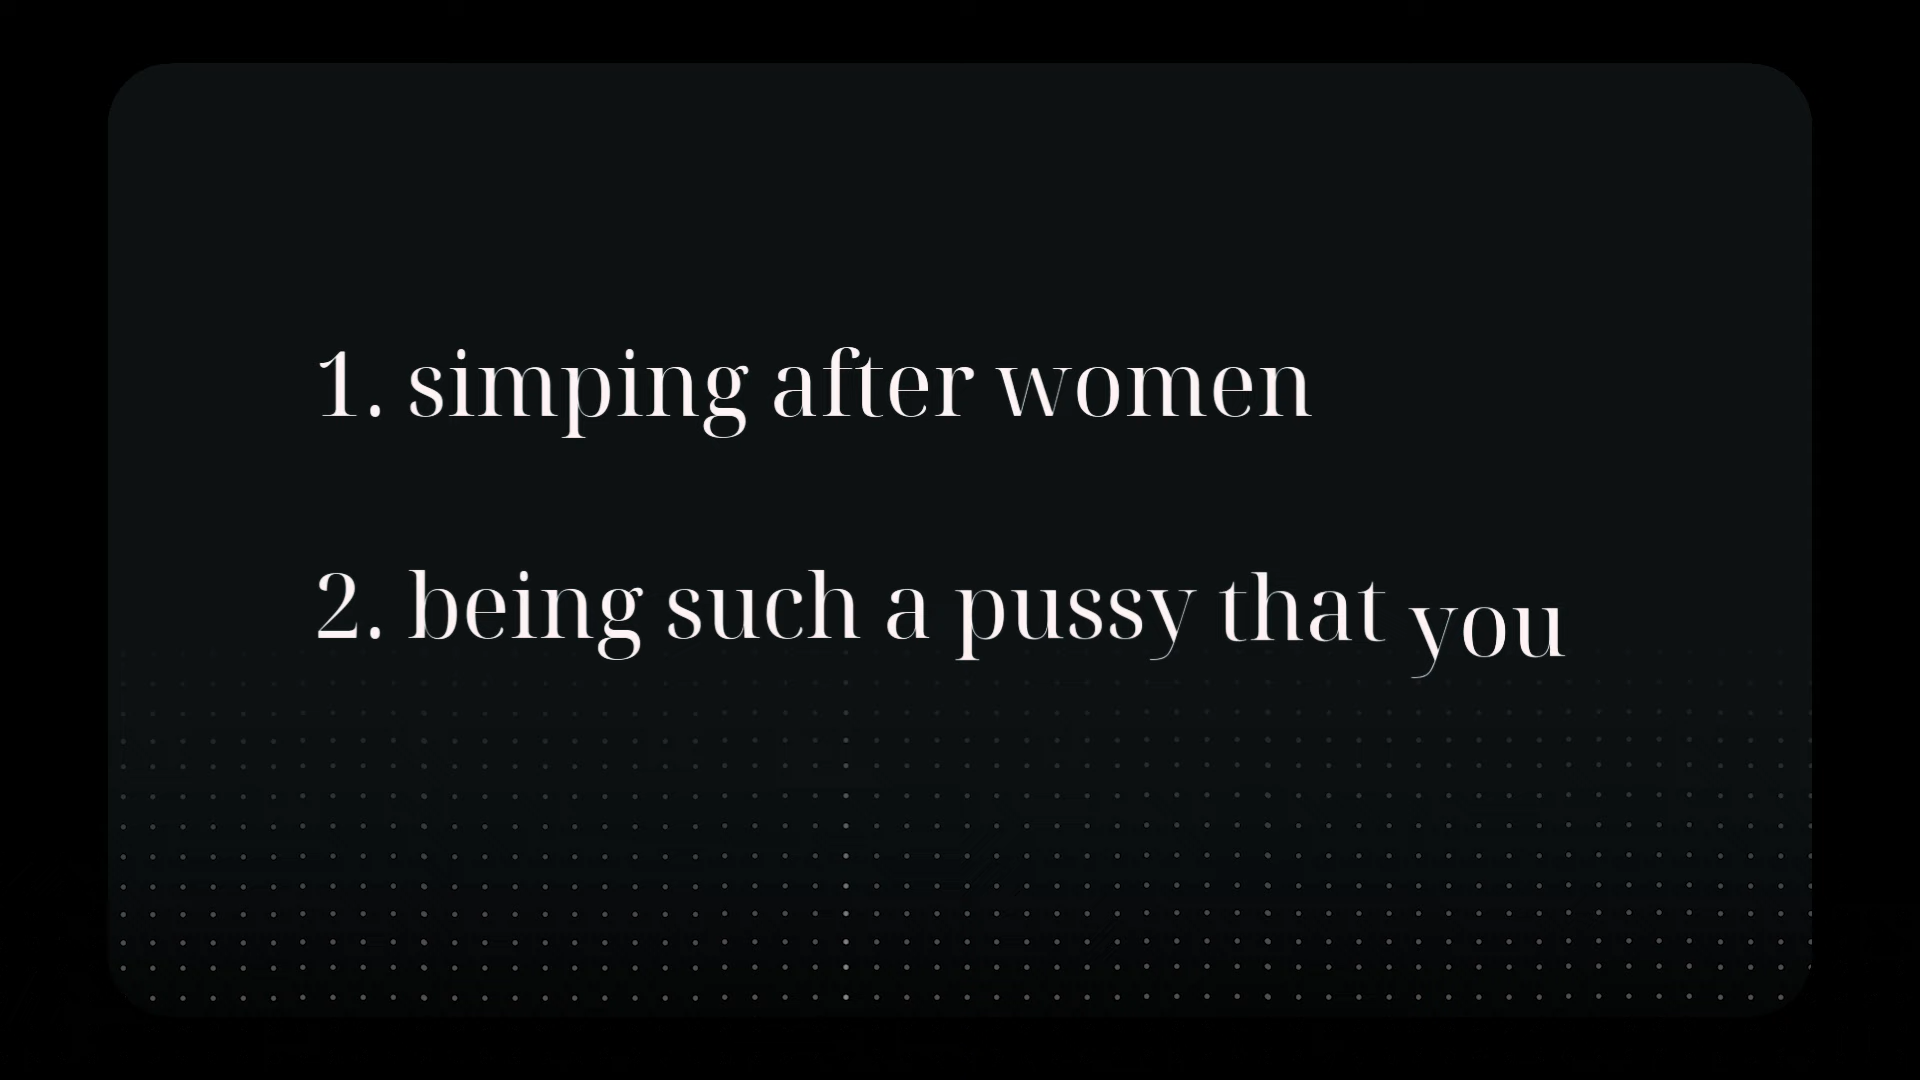 1. simping after women
2. being such a pussy that you